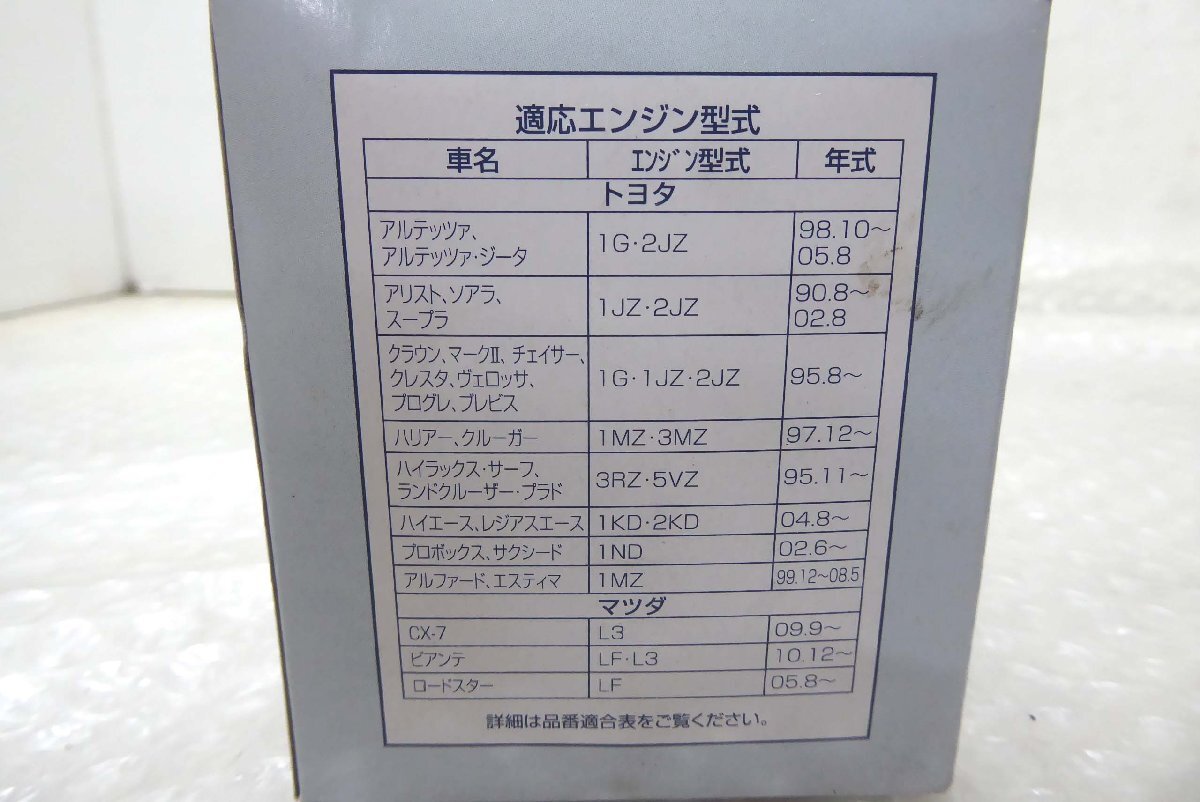 適応エンジン型式
車名 エンジン型式 年式
トヨタ
アルテッツァ、
アルテッツァ・ジータ
1G・2JZ
98.10〜
05.8
アリスト、ソアラ、
スープラ
1JZ・2JZ
90.8〜
02.8
クラウン、マークⅡ、チェイサー、
クレスタ、ヴェロッサ、
プログレ、ブレビス
1G・1JZ・2JZ
95.8〜
ハリアー、クルーガー 1MZ・3MZ 97.12〜
ハイラックス・サーフ、
ランドクルーザー・プラド
3RZ・5VZ
95.11〜
ハイエース、レジアスエース 1KD・2KD 04.8〜
プロボックス、サクシード 1ND 02.6〜
アルファード、エスティマ 1MZ 99.12〜08.5
マツダ
CX-7 L3 09.9〜
ビアンテ LF・L3 10.12〜
ロードスター LF 05.8〜
詳細は品番適合表をご覧ください。